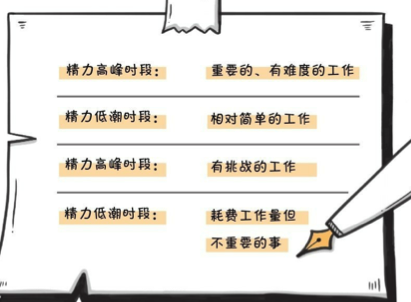 精力高峰时段： 重要的、有难度的工作
精力低潮时段： 相对简单的工作
精力高峰时段： 有挑战的工作
精力低潮时段： 耗费工作量但
不重要的事